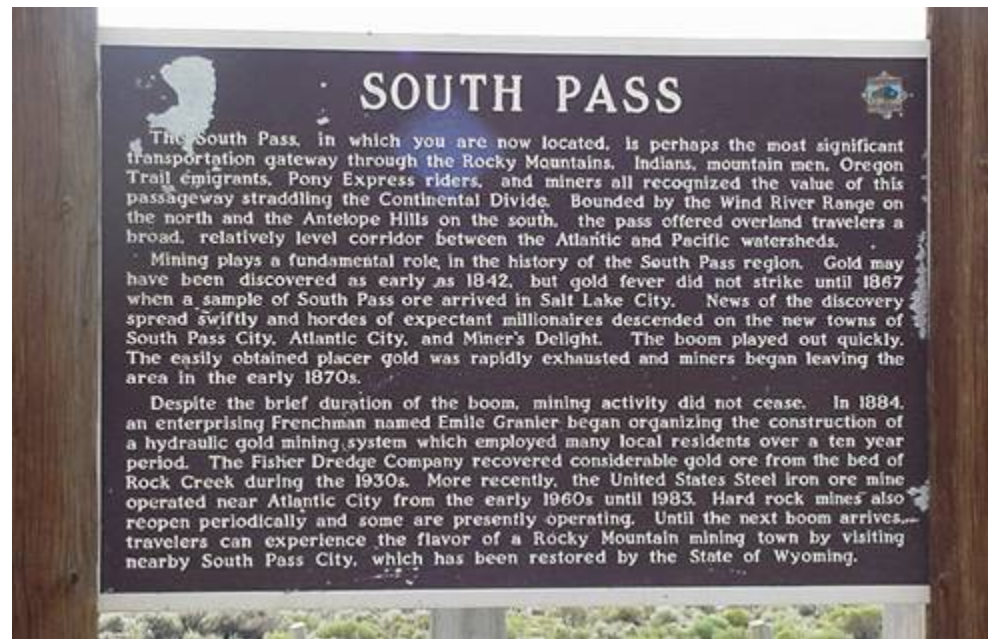 SOUTH PASS
The South Pass, in which you are now located, is perhaps the most significant
transportation gateway through the Rocky Mountains. Indians, mountain men, Oregon
Trail emigrants, Pony Express riders, and miners all recognized the value of this
passageway straddling the Continental Divide. Bounded by the Wind River Range on
the north and the Antelope Hills on the south, the pass offered overland travelers a
broad, relatively level corridor between the Atlantic and Pacific watersheds.
Mining plays a fundamental role in the history of the South Pass region. Gold may
have been discovered as early as 1842, but gold fever did not strike until 1867
when a sample of South Pass ore arrived in Salt Lake City. News of the discovery
spread swiftly and hordes of expectant millionaires descended on the new towns of
South Pass City, Atlantic City, and Miner's Delight. The boom played out quickly.
The easily obtained placer gold was rapidly exhausted and miners began leaving the
area in the early 1870s.
Despite the brief duration of the boom, mining activity did not cease. In 1884,
an enterprising Frenchman named Emile Granier began organizing the construction of
a hydraulic gold mining system which employed many local residents over a ten year
period. The Fisher Dredge Company recovered considerable gold ore from the bed of
Rock Creek during the 1930s. More recently, the United States Steel iron ore mine
operated near Atlantic City from the early 1960s until 1983. Hard rock mines also
reopen periodically and some are presently operating. Until the next boom arrives,
travelers can experience the flavor of a Rocky Mountain mining town by visiting
nearby South Pass City, which has been restored by the State of Wyoming.